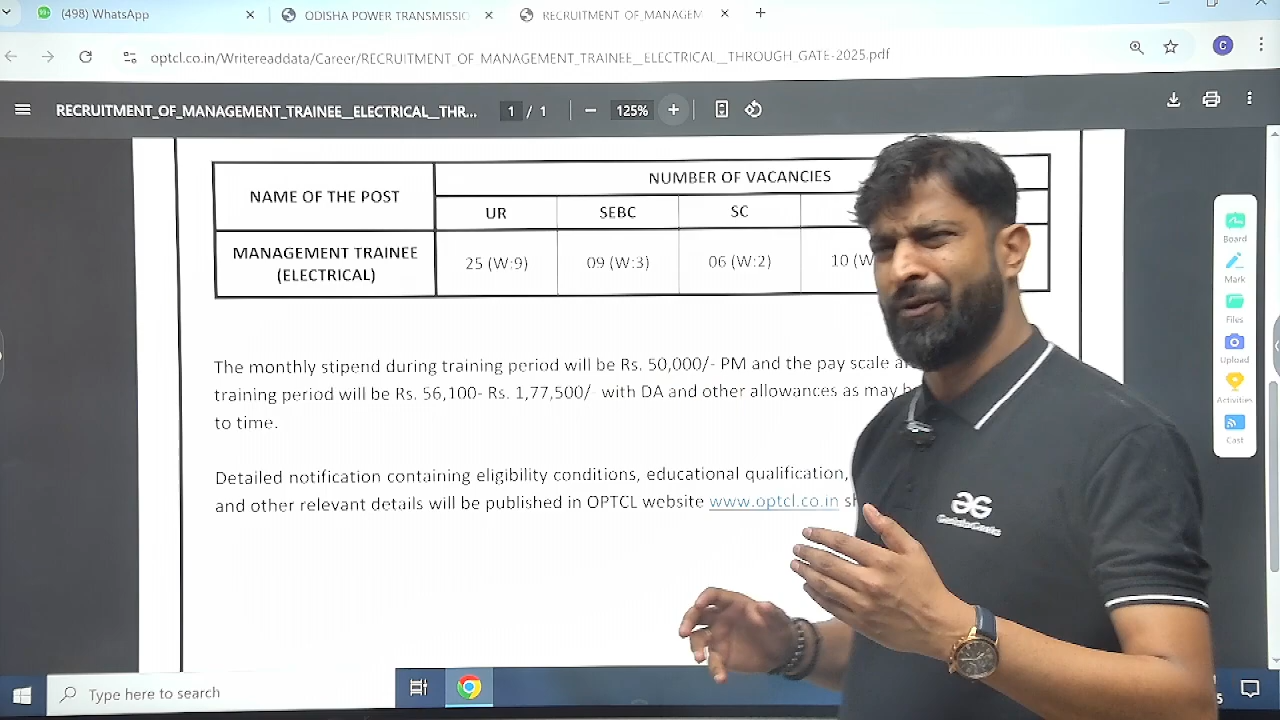 (498) WhatsApp
ODISHA POWER TRANSMISSIO
RECRUITMENT_OF_MANAGEM
optcl.co.in/Writereaddata/Career/RECRUITMENT_OF_MANAGEMENT_TRAINEE__ELECTRICAL__THROUGH_GATE-2025.pdf
C
RECRUITMENT_OF_MANAGEMENT_TRAINEE__ELECTRICAL__THR...
1 / 1
125%
NAME OF THE POST
NUMBER OF VACANCIES
UR SEBC SC
MANAGEMENT TRAINEE
(ELECTRICAL)
25 (W:9) 09 (W:3) 06 (W:2) 10 (W
The monthly stipend during training period will be Rs. 50,000/- PM and the pay scale
training period will be Rs. 56,100- Rs. 1,77,500/- with DA and other allowances as may
to time.
Detailed notification containing eligibility conditions, educational qualification,
and other relevant details will be published in OPTCL website www.optcl.co.in
Board
Mark
Files
Upload
Activities
Cast
Type here to search